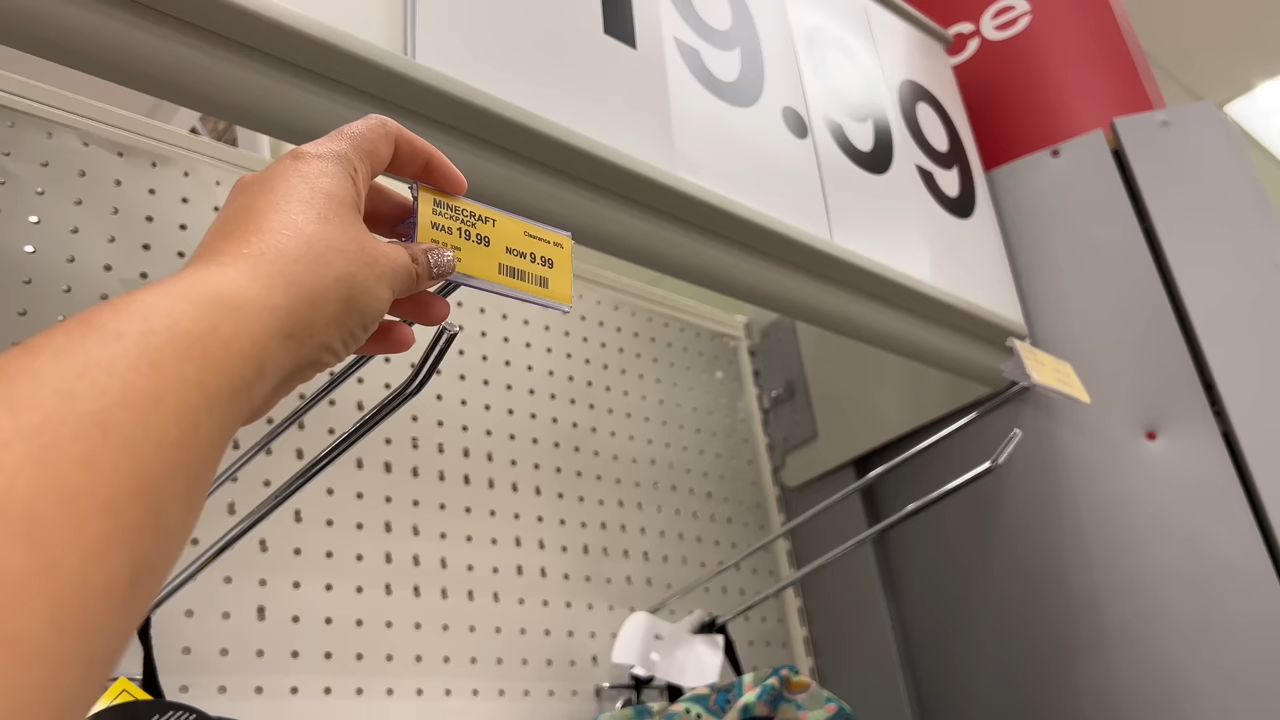 19.99
ce
MINECRAFT
BACKPACK
WAS 19.99
Clearance 50%
NOW 9.99